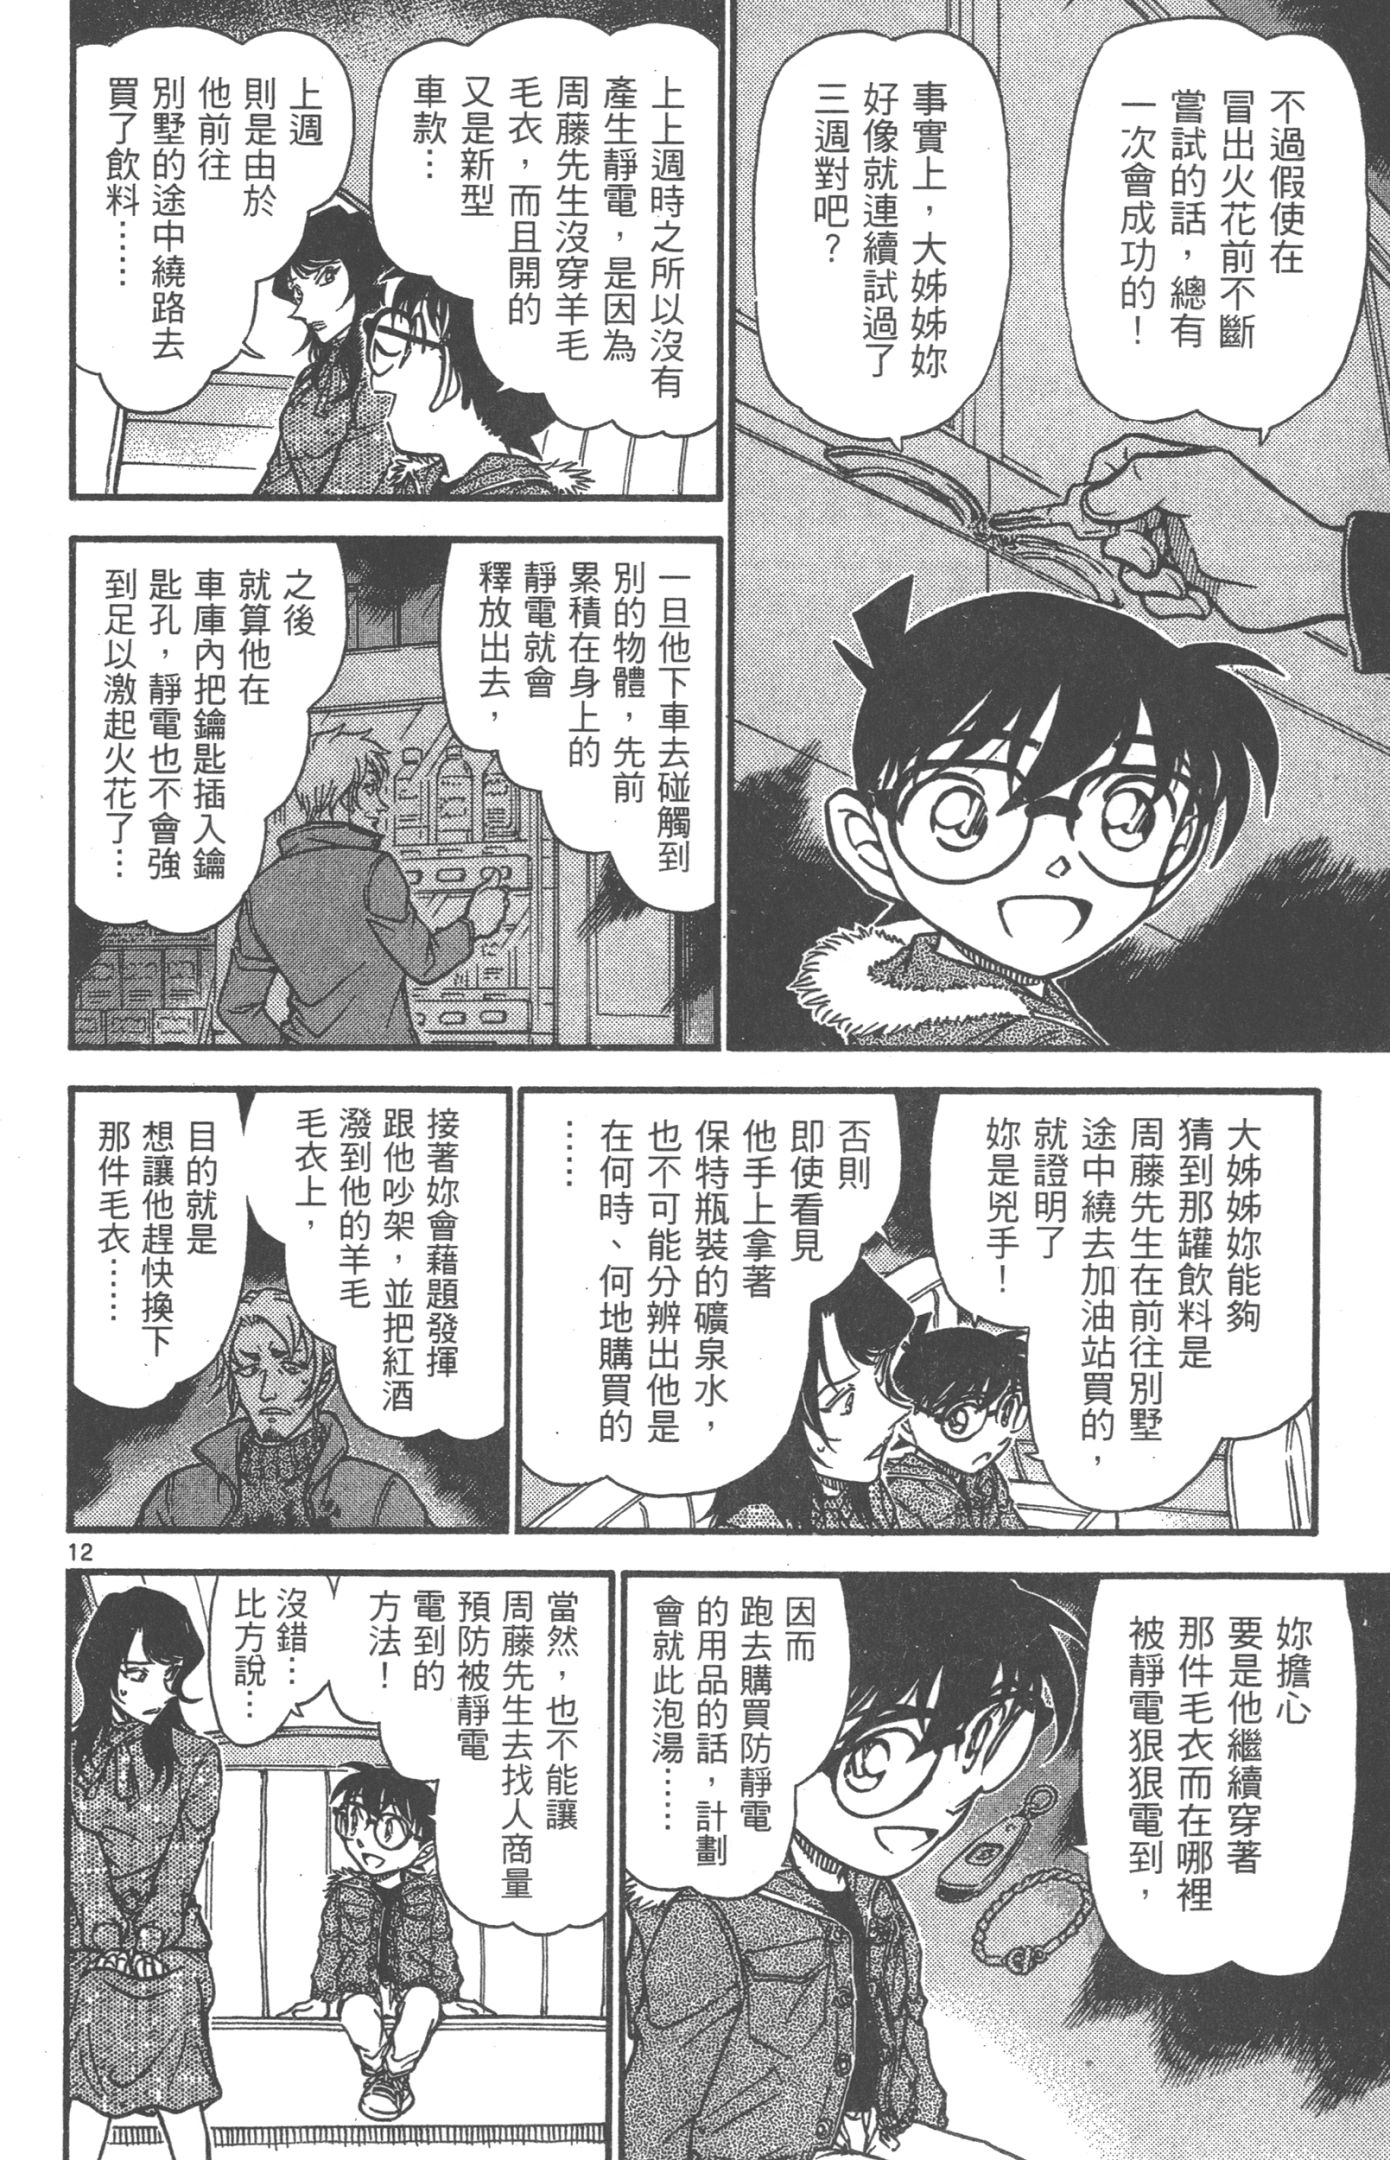 不過假使在
冒出火花前不斷
嘗試的話，總有
一次會成功的！
事實上，大姊姊妳
好像就連續試過了
三週對吧？
上上週時之所以沒有
產生靜電，是因為
周藤先生沒穿羊毛
毛衣，而且開的
又是新型
車款…
上週
則是由於
他前往
別墅的途中繞路去
買了飲料……
一旦他下車去碰觸到
別的物體，先前
累積在身上的
靜電就會
釋放出去，
之後
就算他在
車庫內把鑰匙插入鑰
匙孔，靜電也不會強
到足以激起火花了…
大姊姊妳能夠
猜到那罐飲料是
周藤先生在前往別墅
途中繞去加油站買的，
就證明了
妳是兇手！
否則
即使看見
他手上拿著
保特瓶裝的礦泉水，
也不可能分辨出他是
在何時、何地購買的
……
接著妳會藉題發揮
跟他吵架，並把紅酒
潑到他的羊毛
毛衣上，
目的就是
想讓他趕快換下
那件毛衣……
12
妳擔心
要是他繼續穿著
那件毛衣而在哪裡
被靜電狠狠電到，
因而
跑去購買防靜電
的用品的話，計劃
會就此泡湯……
當然，也不能讓
周藤先生去找人商量
預防被靜電
電到的
方法！
沒錯…
比方說…